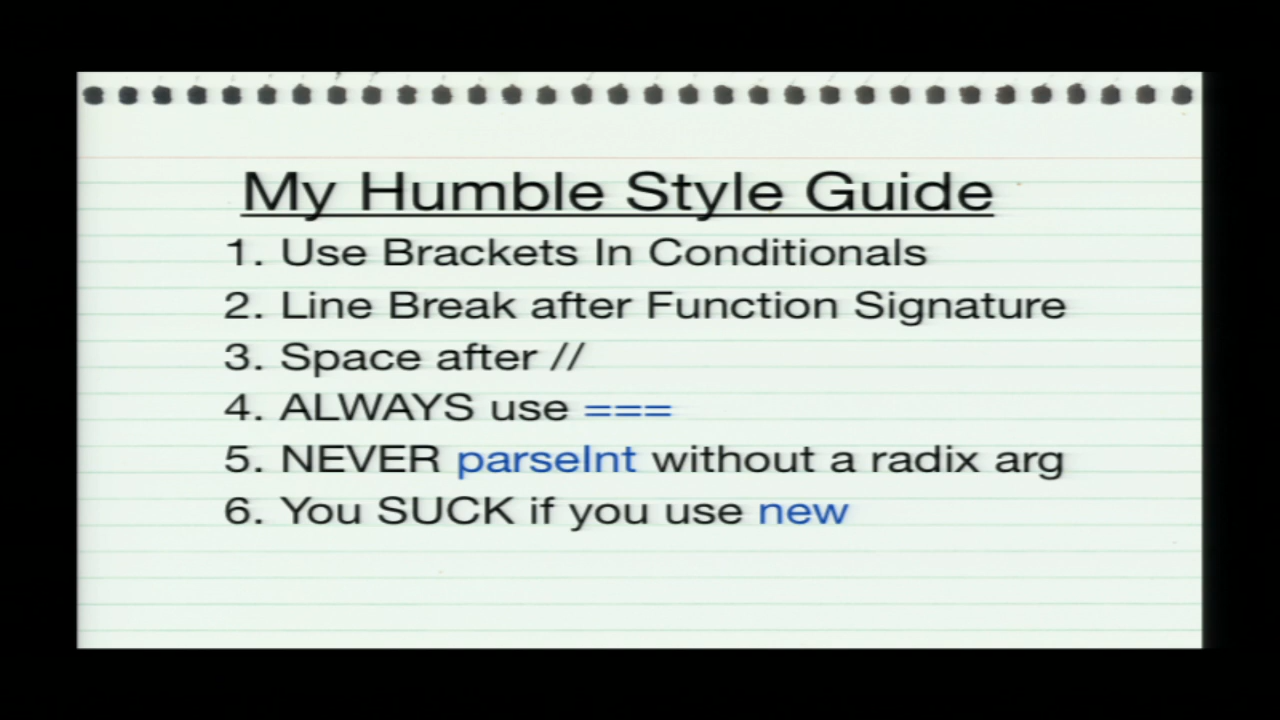 My Humble Style Guide
1. Use Brackets In Conditionals
2. Line Break after Function Signature
3. Space after //
4. ALWAYS use ===
5. NEVER parseInt without a radix arg
6. You SUCK if you use new